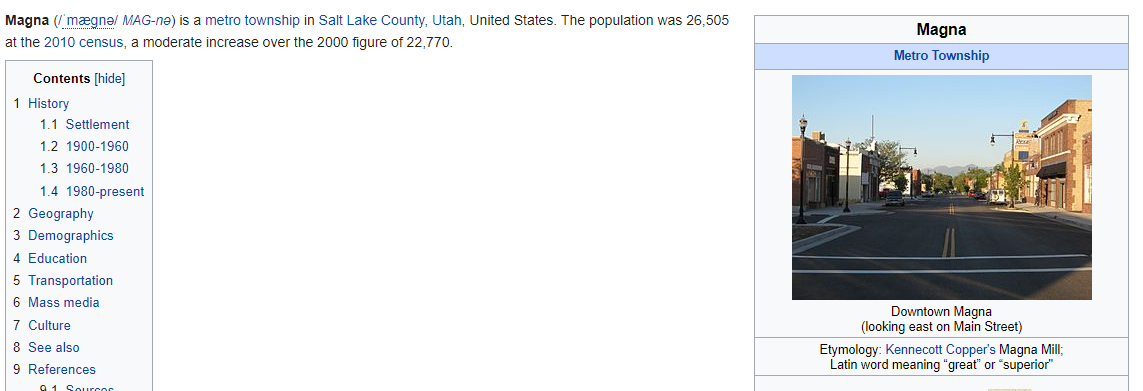 Magna (/ˈmæɡnə/ MAG-nə) is a metro township in Salt Lake County, Utah, United States. The population was 26,505
at the 2010 census, a moderate increase over the 2000 figure of 22,770.
Contents [hide]
1 History
1.1 Settlement
1.2 1900-1960
1.3 1960-1980
1.4 1980-present
2 Geography
3 Demographics
4 Education
5 Transportation
6 Mass media
7 Culture
8 See also
9 References
9.1 Sources
Magna
Metro Township
Downtown Magna
(looking east on Main Street)
Etymology: Kennecott Copper's Magna Mill;
Latin word meaning “great” or “superior”